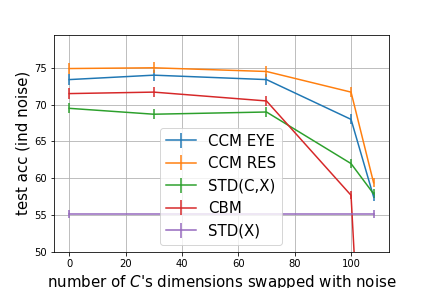 75
70
65
60
55
50
test acc (ind noise)
CCM EYE
CCM RES
STD(C,X)
CBM
STD(X)
0
20
40
60
80
100
number of C's dimensions swapped with noise